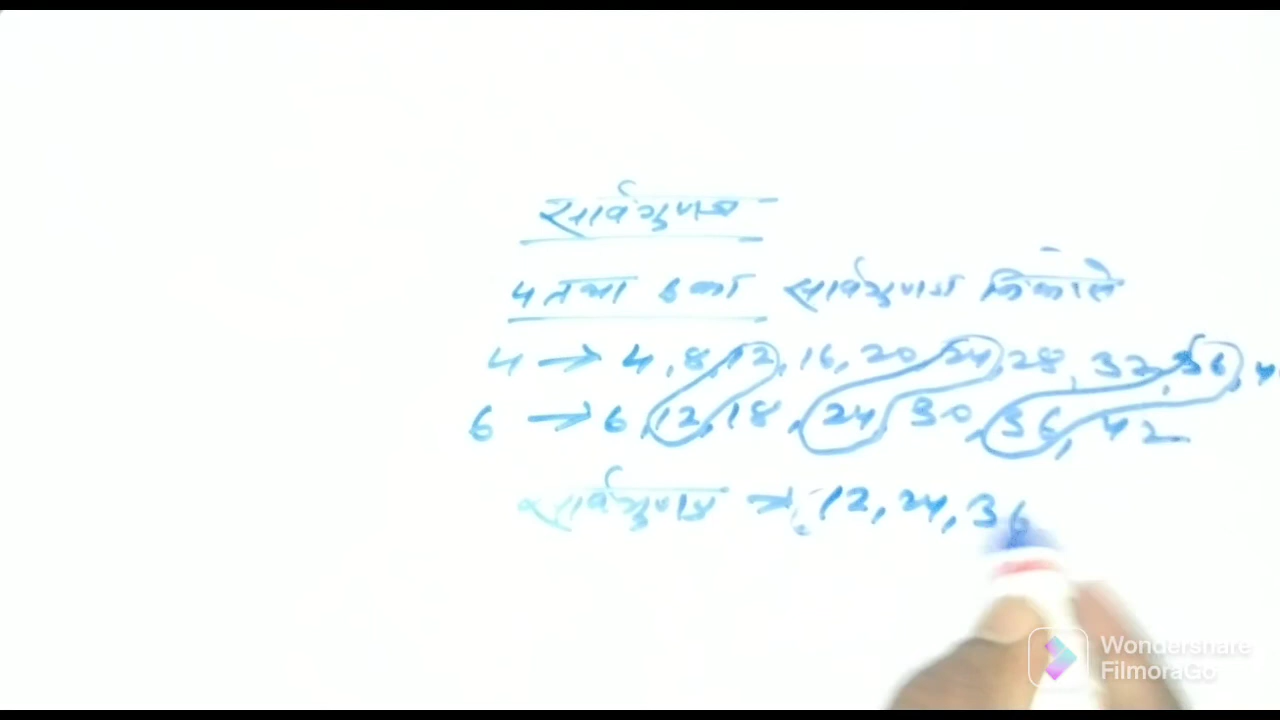 सार्वगुणज
4 तथा 6 का सार्वगुणज निकाले
4 → 4, 8, 12, 16, 20, 24, 28, 32, 36, 4
6 → 6, 12, 18, 24, 30, 36, 42
सार्वगुणज → 12, 24, 36
Wondershare
FilmoraGo